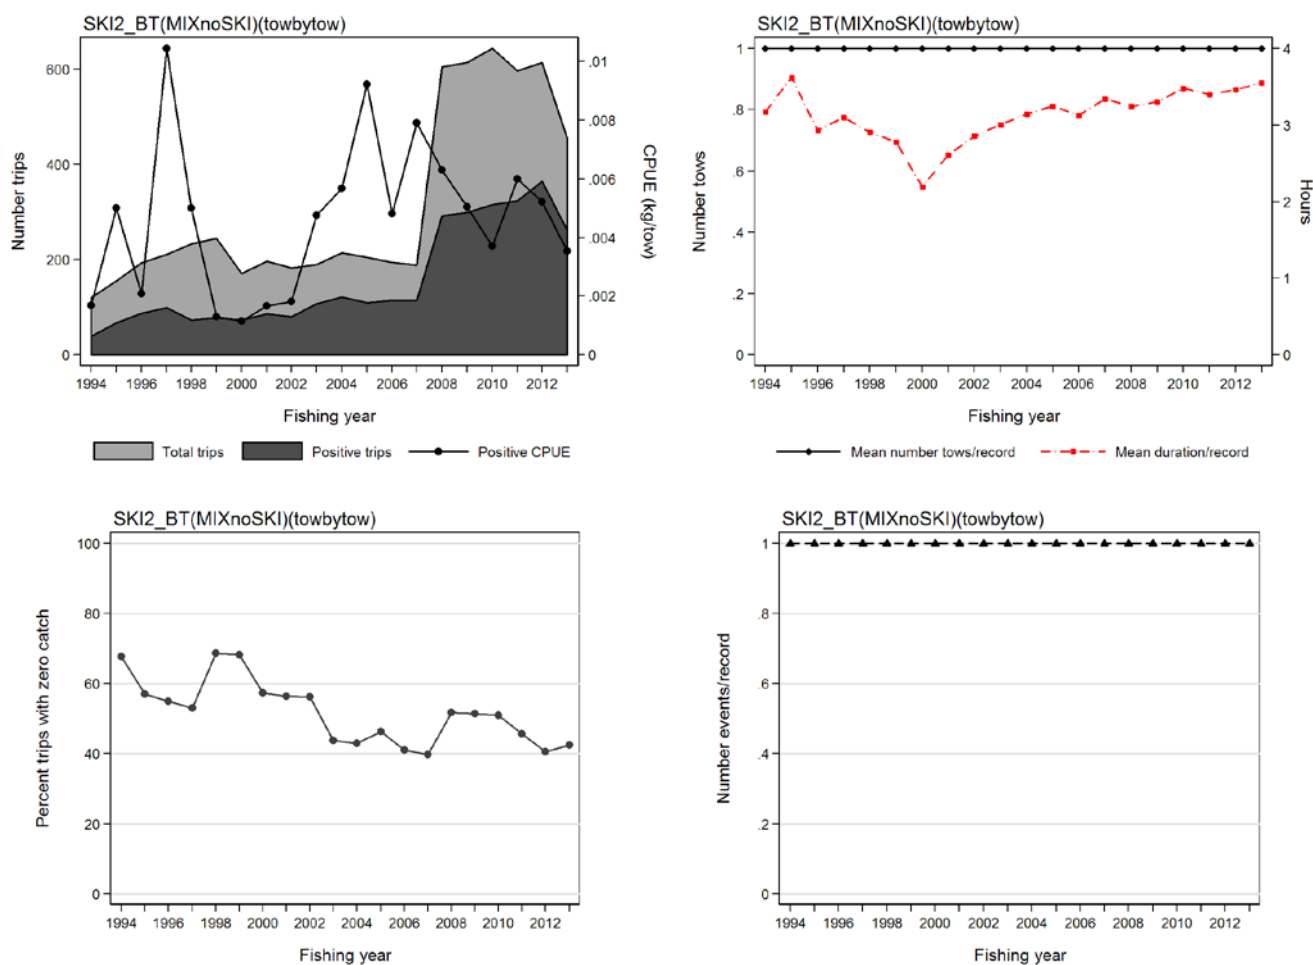 SKI2_BT(MIXnoSKI)(towbytow)
Number trips
600
400
200
0
.01
.008
.006
.004
.002
0
CPUE (kg/tow)
1994 1996 1998 2000 2002 2004 2006 2008 2010 2012
Fishing year
Total trips Positive trips Positive CPUE
SKI2_BT(MIXnoSKI)(towbytow)
Number tows
1
.8
.6
.4
.2
0
4
3
2
1
0
Hours
1994 1996 1998 2000 2002 2004 2006 2008 2010 2012
Fishing year
Mean number tows/record Mean duration/record
SKI2_BT(MIXnoSKI)(towbytow)
Percent trips with zero catch
100
80
60
40
20
0
1994 1996 1998 2000 2002 2004 2006 2008 2010 2012
Fishing year
SKI2_BT(MIXnoSKI)(towbytow)
Number events/record
1
.8
.6
.4
.2
0
1994 1996 1998 2000 2002 2004 2006 2008 2010 2012
Fishing year